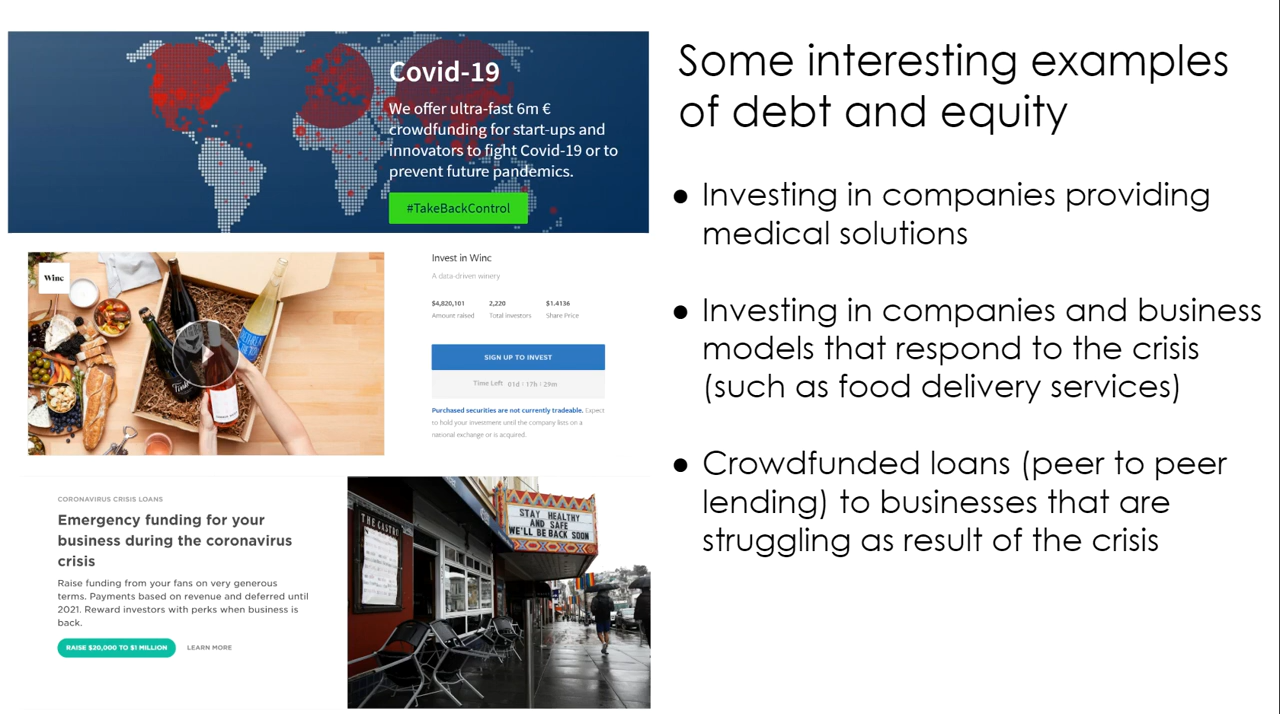 Covid-19
We offer ultra-fast 6m €
crowdfunding for start-ups and
innovators to fight Covid-19 or to
prevent future pandemics.
#TakeBackControl
Winc
Invest in Winc
A data-driven winery.
$4,820,101 2,220 $1.4136
Amount raised Total investors Share Price
SIGN UP TO INVEST
Time Left 01d : 17h : 29m
Purchased securities are not currently tradeable. Expect
to hold your investment until the company lists on a
national exchange or is acquired.
CORONAVIRUS CRISIS LOANS
Emergency funding for your
business during the coronavirus
crisis
Raise funding from your fans on very generous
terms. Payments based on revenue and deferred until
2021. Reward investors with perks when business is
back.
RAISE $20,000 TO $1 MILLION LEARN MORE
THE CASTRO
STAY HEALTHY
AND SAFE
WE'LL BE BACK SOON
Some interesting examples
of debt and equity
● Investing in companies providing
medical solutions
● Investing in companies and business
models that respond to the crisis
(such as food delivery services)
● Crowdfunded loans (peer to peer
lending) to businesses that are
struggling as result of the crisis